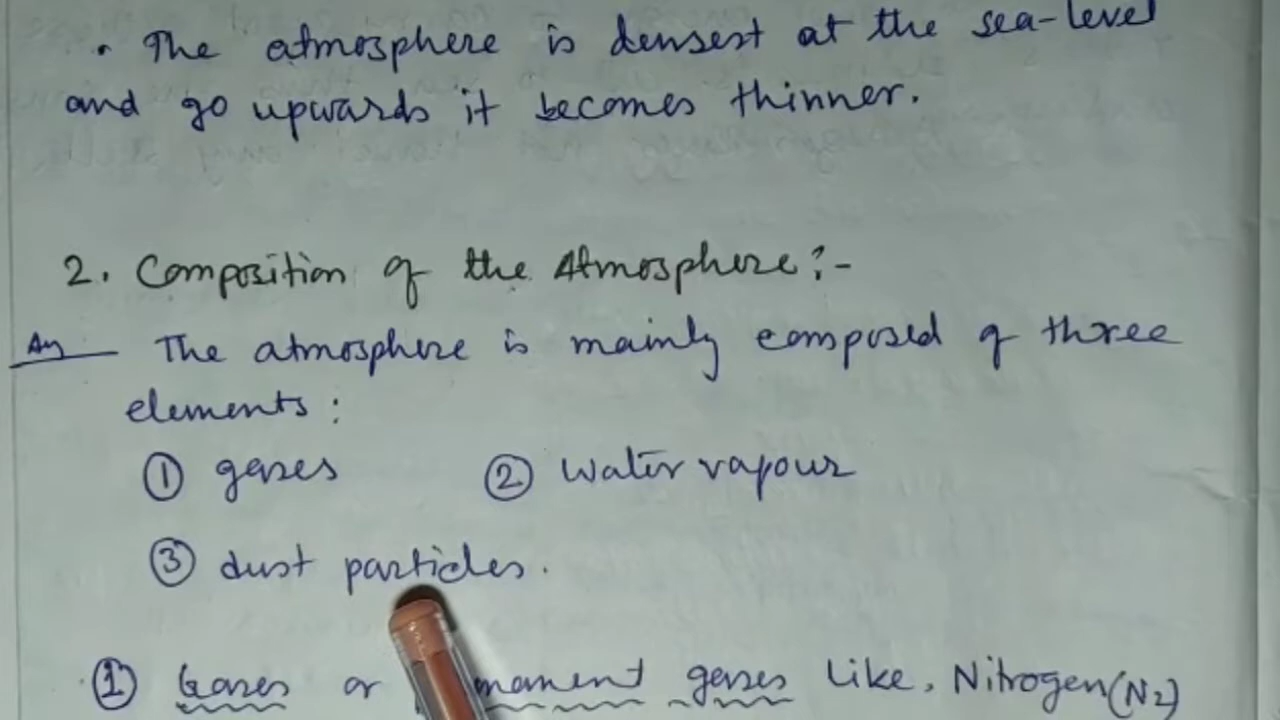 • The atmosphere is densest at the sea-level
and go upwards it becomes thinner.
2. Composition of the Atmosphere:-
Ans The atmosphere is mainly composed of three
elements:
① gases ② Water vapour
③ dust particles.
① Gases or gases like, Nitrogen(N2)